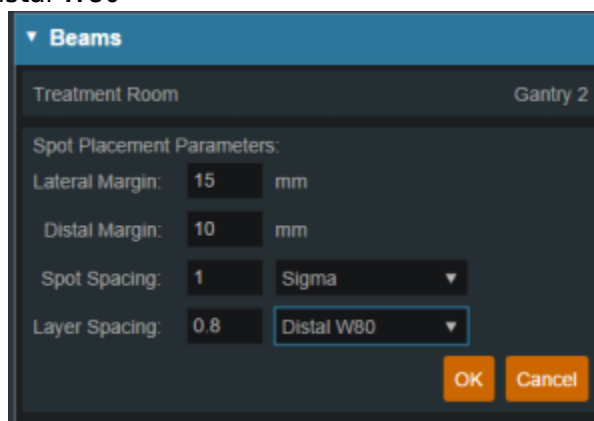 ▼ Beams
Treatment Room Gantry 2
Spot Placement Parameters:
Lateral Margin: 15 mm
Distal Margin: 10 mm
Spot Spacing: 1 Sigma ▼
Layer Spacing: 0.8 Distal W80 ▼
OK Cancel